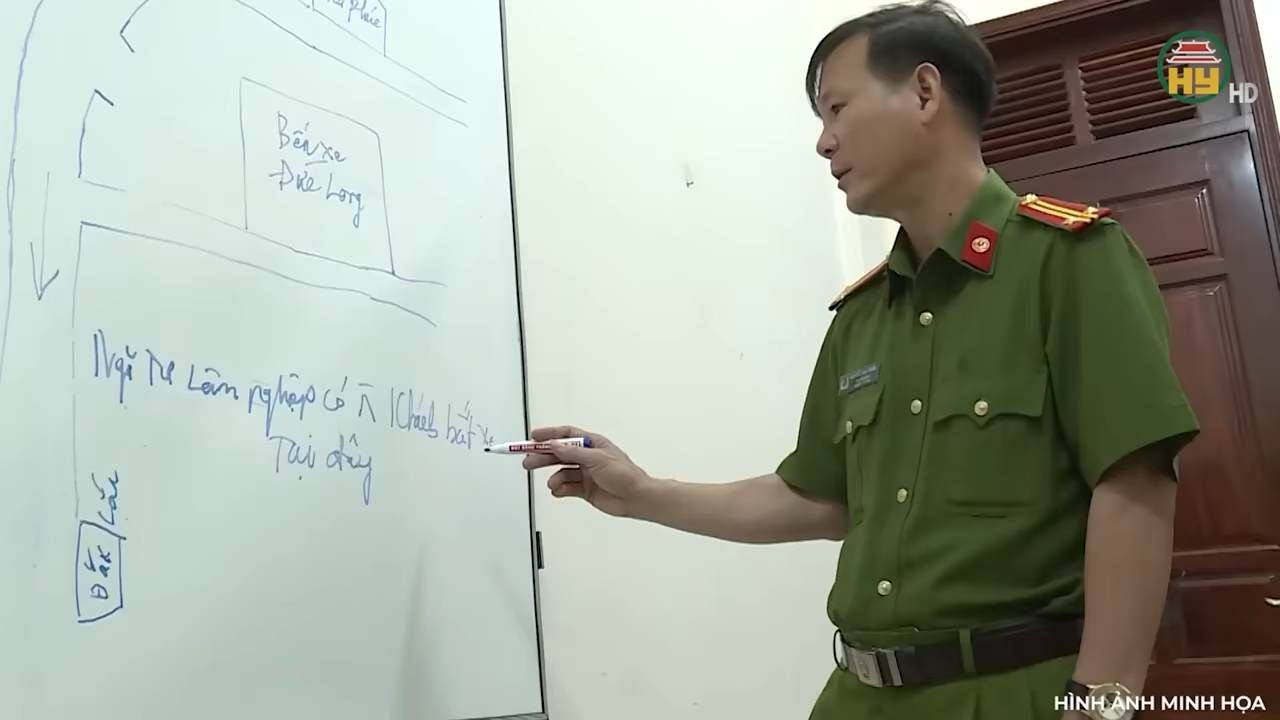 HY HD
Bến xe
Đức Long
Ngã Tư Lâm nghiệp có n Khách bắt xe
Tại đây
Đắk Lắk
HÌNH ẢNH MINH HỌA